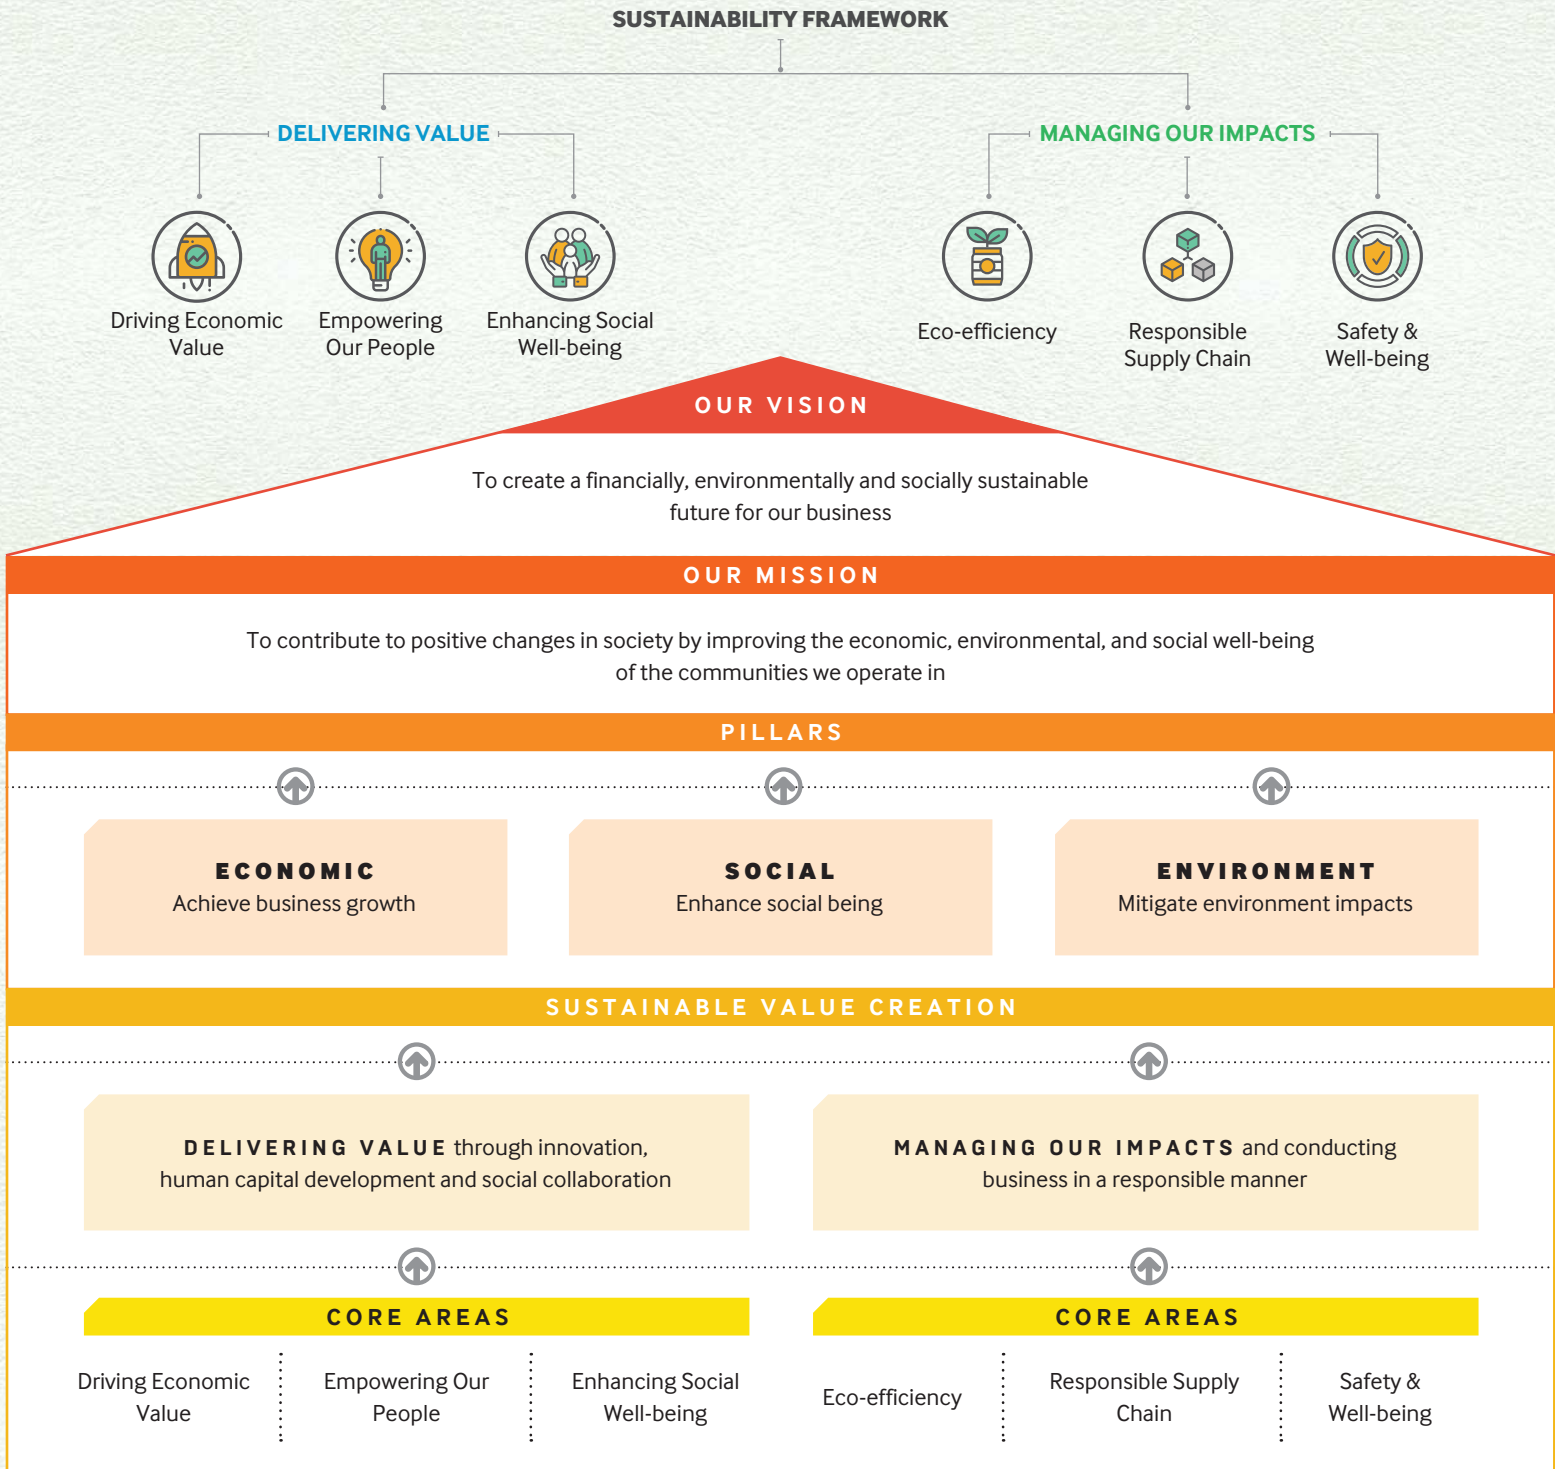 SUSTAINABILITY FRAMEWORK
DELIVERING VALUE
Driving Economic
Value
Empowering
Our People
Enhancing Social
Well-being
MANAGING OUR IMPACTS
Eco-efficiency
Responsible
Supply Chain
Safety &
Well-being
OUR VISION
To create a financially, environmentally and socially sustainable
future for our business
OUR MISSION
To contribute to positive changes in society by improving the economic, environmental, and social well-being
of the communities we operate in
PILLARS
ECONOMIC
Achieve business growth
SOCIAL
Enhance social being
ENVIRONMENT
Mitigate environment impacts
SUSTAINABLE VALUE CREATION
DELIVERING VALUE through innovation,
human capital development and social collaboration
MANAGING OUR IMPACTS and conducting
business in a responsible manner
CORE AREAS
Driving Economic
Value
Empowering Our
People
Enhancing Social
Well-being
CORE AREAS
Eco-efficiency
Responsible Supply
Chain
Safety &
Well-being